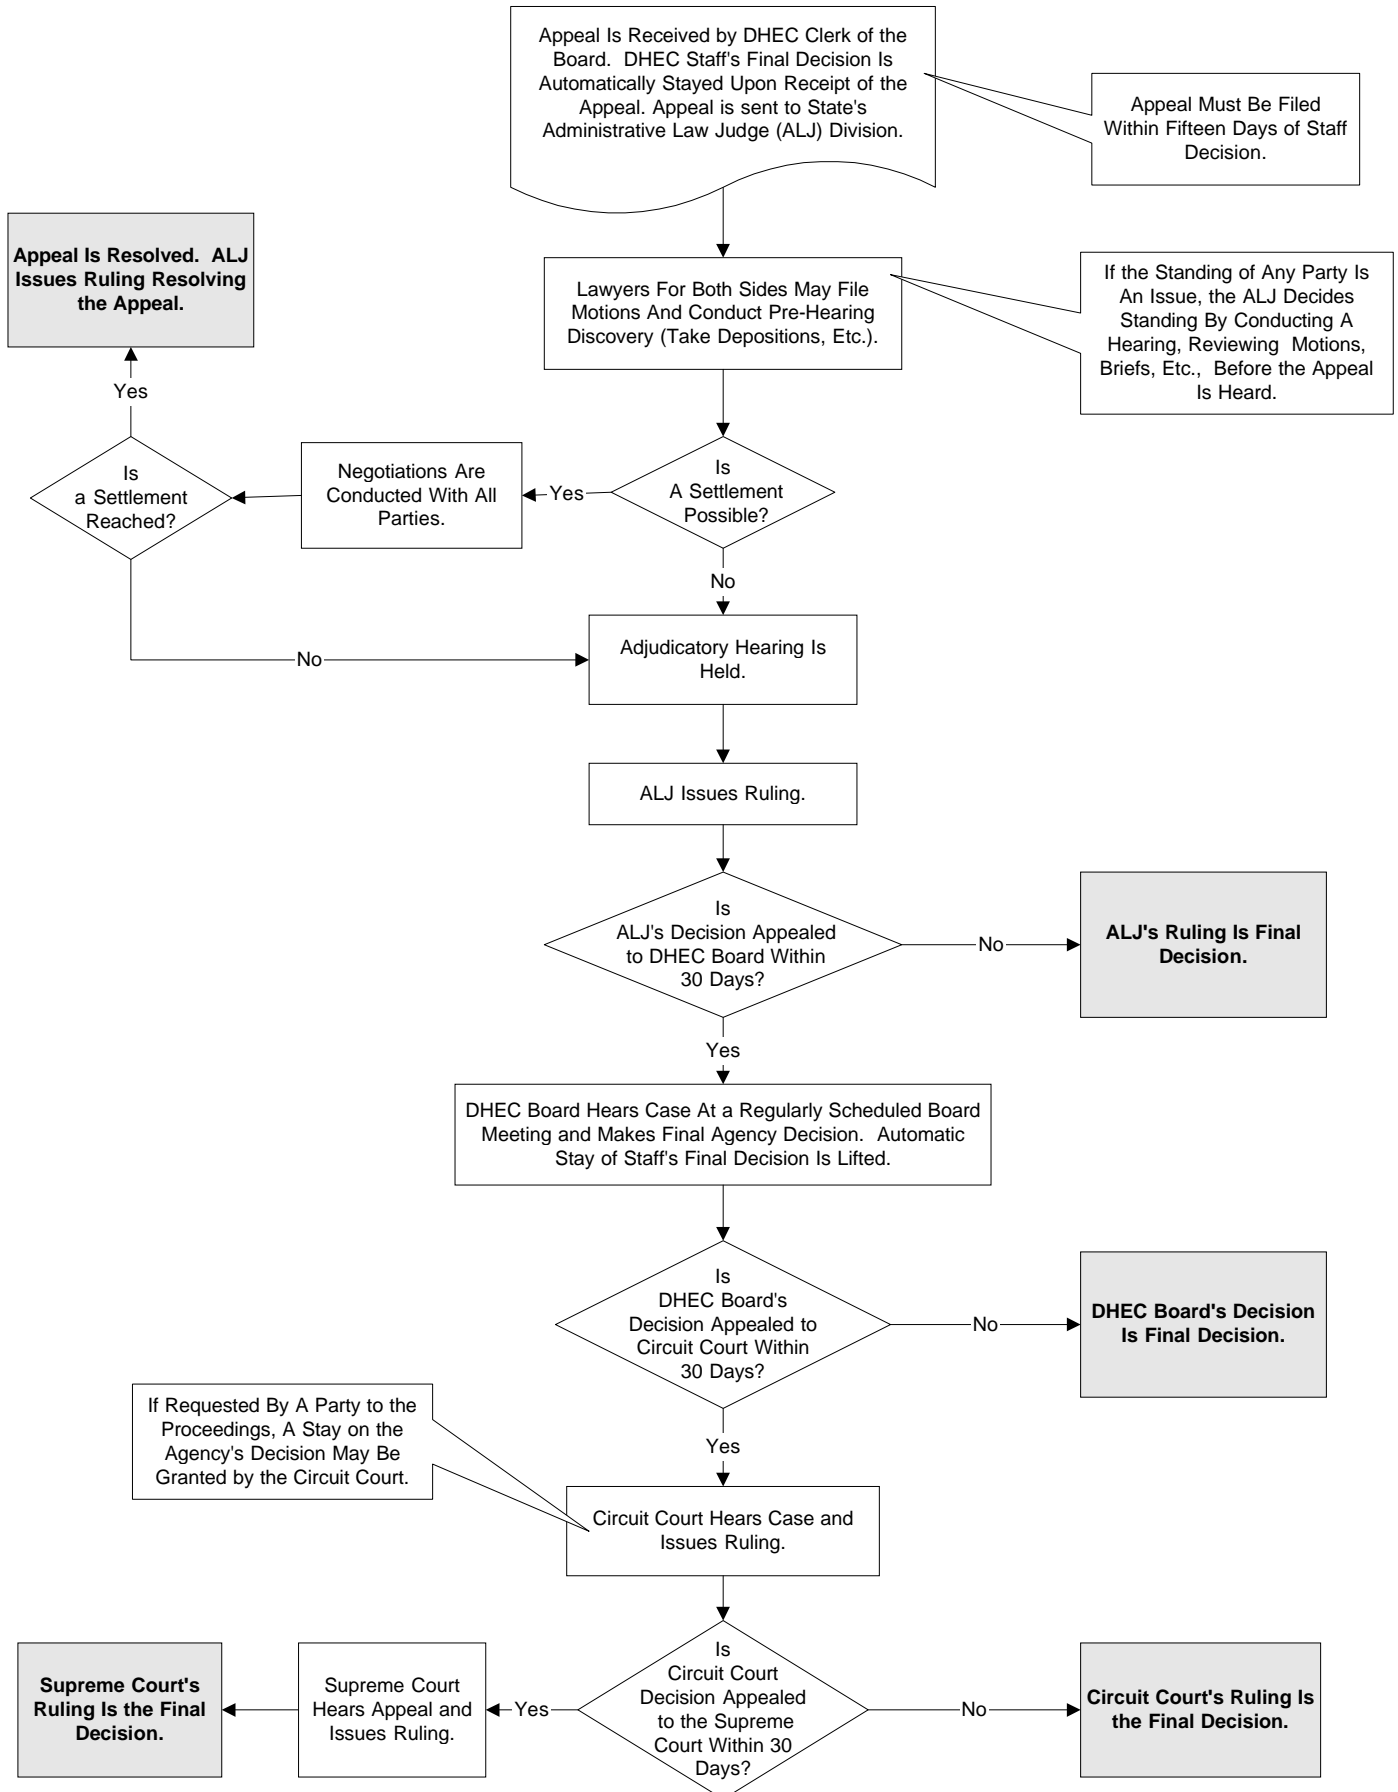 Appeal Is Received by DHEC Clerk of the
Board.  DHEC Staff's Final Decision Is
Automatically Stayed Upon Receipt of the
Appeal. Appeal is sent to State's
Administrative Law Judge (ALJ) Division.
Appeal Must Be Filed
Within Fifteen Days of Staff
Decision.
Appeal Is Resolved.  ALJ
Issues Ruling Resolving
the Appeal.
Lawyers For Both Sides May File
Motions And Conduct Pre-Hearing
Discovery (Take Depositions, Etc.).
If the Standing of Any Party Is
An Issue, the ALJ Decides
Standing By Conducting A
Hearing, Reviewing  Motions,
Briefs, Etc.,  Before the Appeal
Is Heard.
Yes
Is
a Settlement
Reached?
Negotiations Are
Conducted With All
Parties.
Yes
Is
A Settlement
Possible?
No
No
Adjudicatory Hearing Is
Held.
ALJ Issues Ruling.
Is
ALJ's Decision Appealed
to DHEC Board Within
30 Days?
No
ALJ's Ruling Is Final
Decision.
Yes
DHEC Board Hears Case At a Regularly Scheduled Board
Meeting and Makes Final Agency Decision.  Automatic
Stay of Staff's Final Decision Is Lifted.
Is
DHEC Board's
Decision Appealed to
Circuit Court Within
30 Days?
No
DHEC Board's Decision
Is Final Decision.
If Requested By A Party to the
Proceedings, A Stay on the
Agency's Decision May Be
Granted by the Circuit Court.
Yes
Circuit Court Hears Case and
Issues Ruling.
Supreme Court's
Ruling Is the Final
Decision.
Supreme Court
Hears Appeal and
Issues Ruling.
Yes
Is
Circuit Court
Decision Appealed
to the Supreme
Court Within 30
Days?
No
Circuit Court's Ruling Is
the Final Decision.